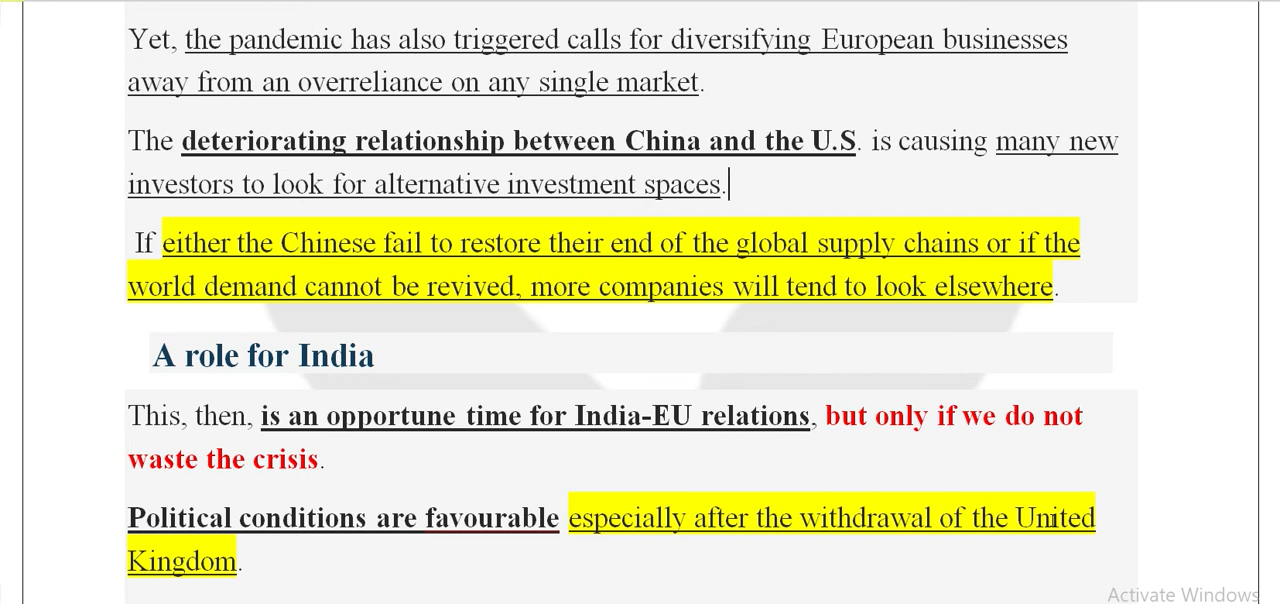 Yet, the pandemic has also triggered calls for diversifying European businesses
away from an overreliance on any single market.
The deteriorating relationship between China and the U.S. is causing many new
investors to look for alternative investment spaces.
If either the Chinese fail to restore their end of the global supply chains or if the
world demand cannot be revived, more companies will tend to look elsewhere.
A role for India
This, then, is an opportune time for India-EU relations, but only if we do not
waste the crisis.
Political conditions are favourable especially after the withdrawal of the United
Kingdom.
Activate Windows